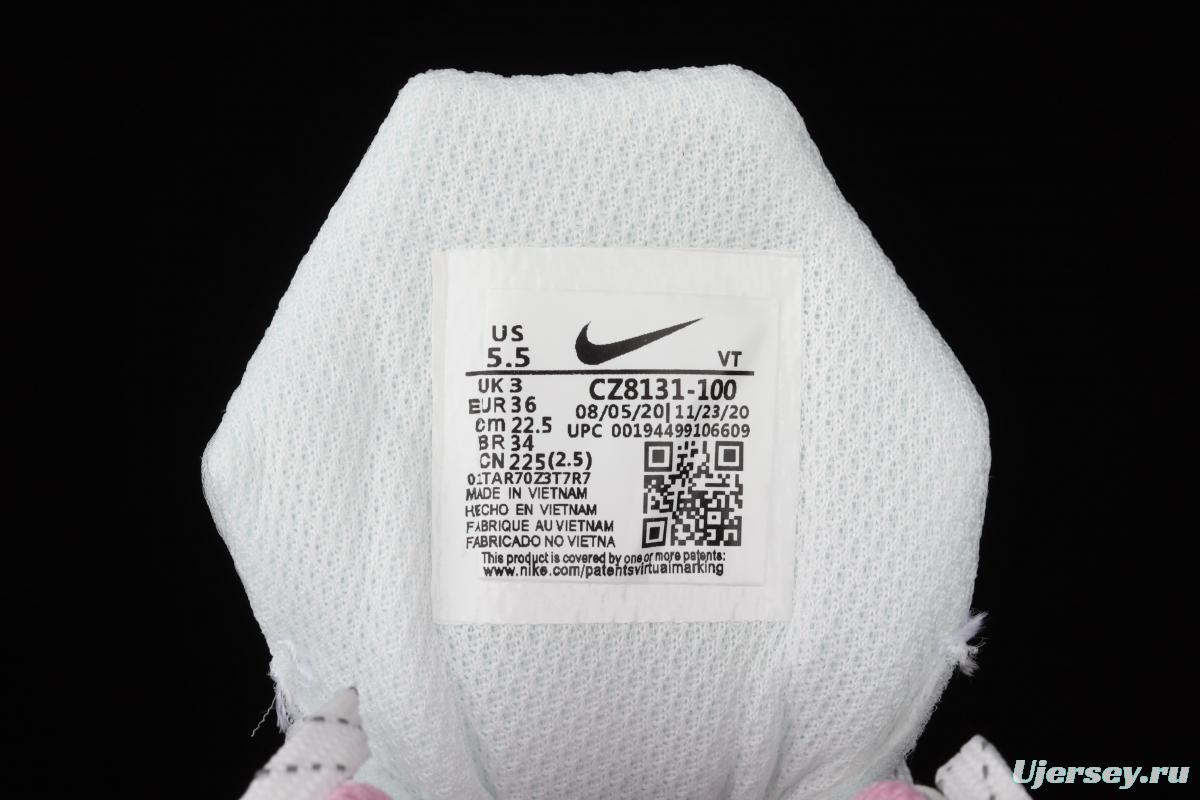 US
5.5
VT
UK 3
EUR 36
cm 22.5
BR 34
CN 225 (2.5)
CZ8131-100
08/05/20|11/23/20
UPC 00194499106609
01TAR70Z3T7R7
MADE IN VIETNAM
HECHO EN VIETNAM
FABRIQUE AU VIETNAM
FABRICADO NO VIETNA
This product is covered by one or more patents:
www.nike.com/patentsvirtualmarking
Ujersey.ru